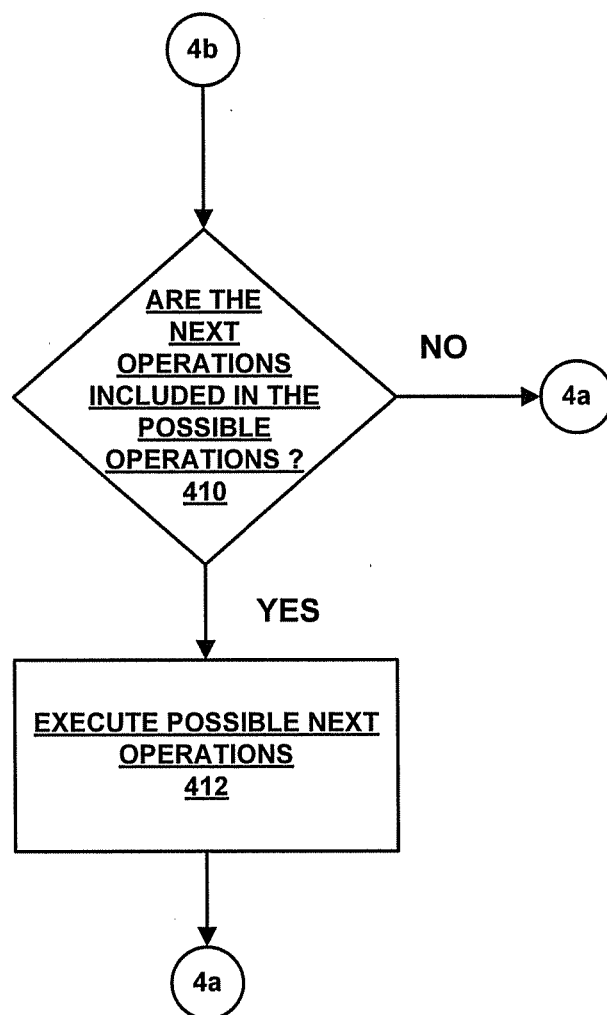 4b
ARE THE
NEXT
OPERATIONS
INCLUDED IN THE
POSSIBLE
OPERATIONS ?
410
NO
4a
YES
EXECUTE POSSIBLE NEXT
OPERATIONS
412
4a